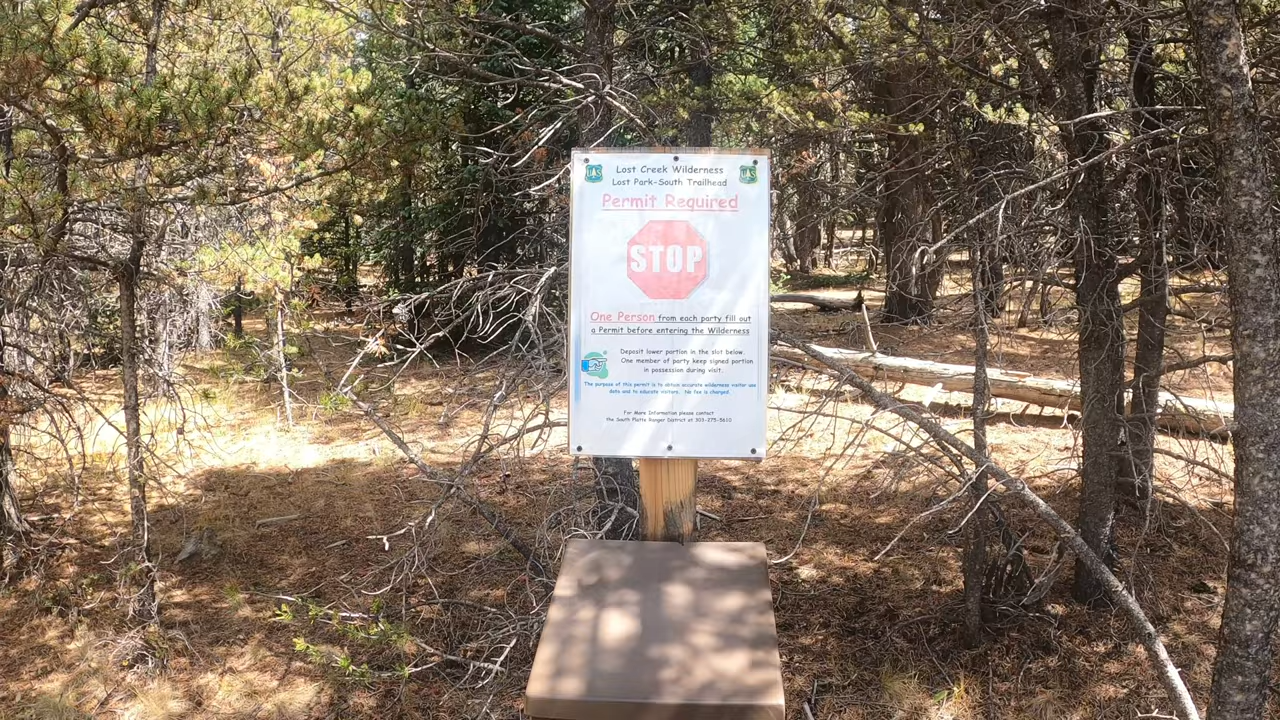 Lost Creek Wilderness
Lost Park-South Trailhead
UAS
UAS
Permit Required
STOP
One Person from each party fill out
a Permit before entering the Wilderness
Deposit lower portion in the slot below.
One member of party keep signed portion
in possession during visit.
The purpose of this permit is to obtain accurate wilderness visitor use
data and to educate visitors. No fee is charged.
For More Information please contact
the South Platte Ranger District at 303-275-5610